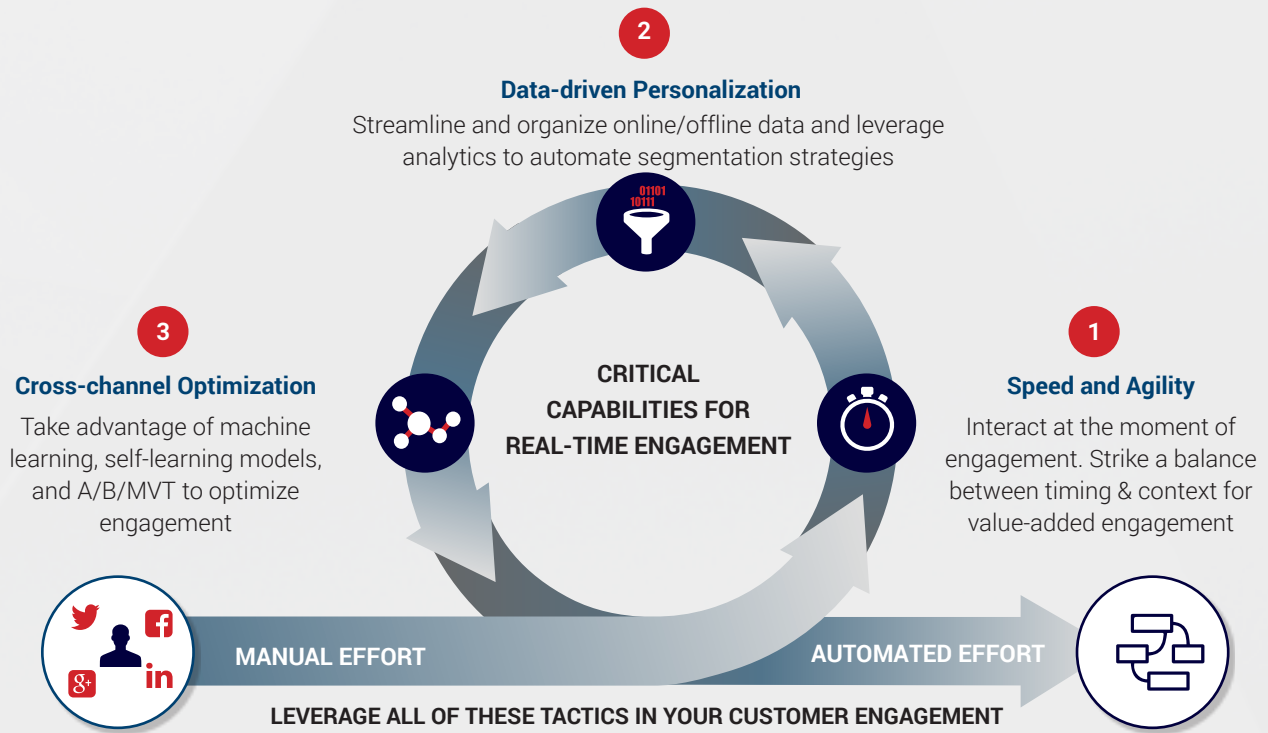 2
Data-driven Personalization
Streamline and organize online/offline data and leverage
analytics to automate segmentation strategies
01101
10111
3
Cross-channel Optimization
Take advantage of machine
learning, self-learning models,
and A/B/MVT to optimize
engagement
CRITICAL
CAPABILITIES FOR
REAL-TIME ENGAGEMENT
1
Speed and Agility
Interact at the moment of
engagement. Strike a balance
between timing & context for
value-added engagement
g+
in
MANUAL EFFORT
AUTOMATED EFFORT
LEVERAGE ALL OF THESE TACTICS IN YOUR CUSTOMER ENGAGEMENT